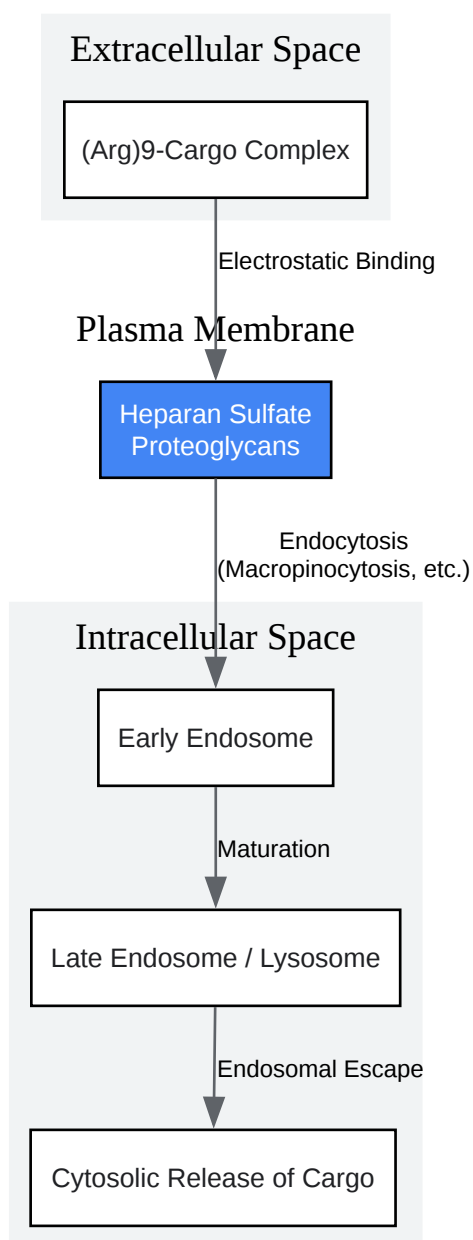 Extracellular Space
(Arg)9-Cargo Complex
Electrostatic Binding
Plasma Membrane
Heparan Sulfate
Proteoglycans
Endocytosis
(Macropinocytosis, etc.)
Intracellular Space
Early Endosome
Maturation
Late Endosome / Lysosome
Endosomal Escape
Cytosolic Release of Cargo